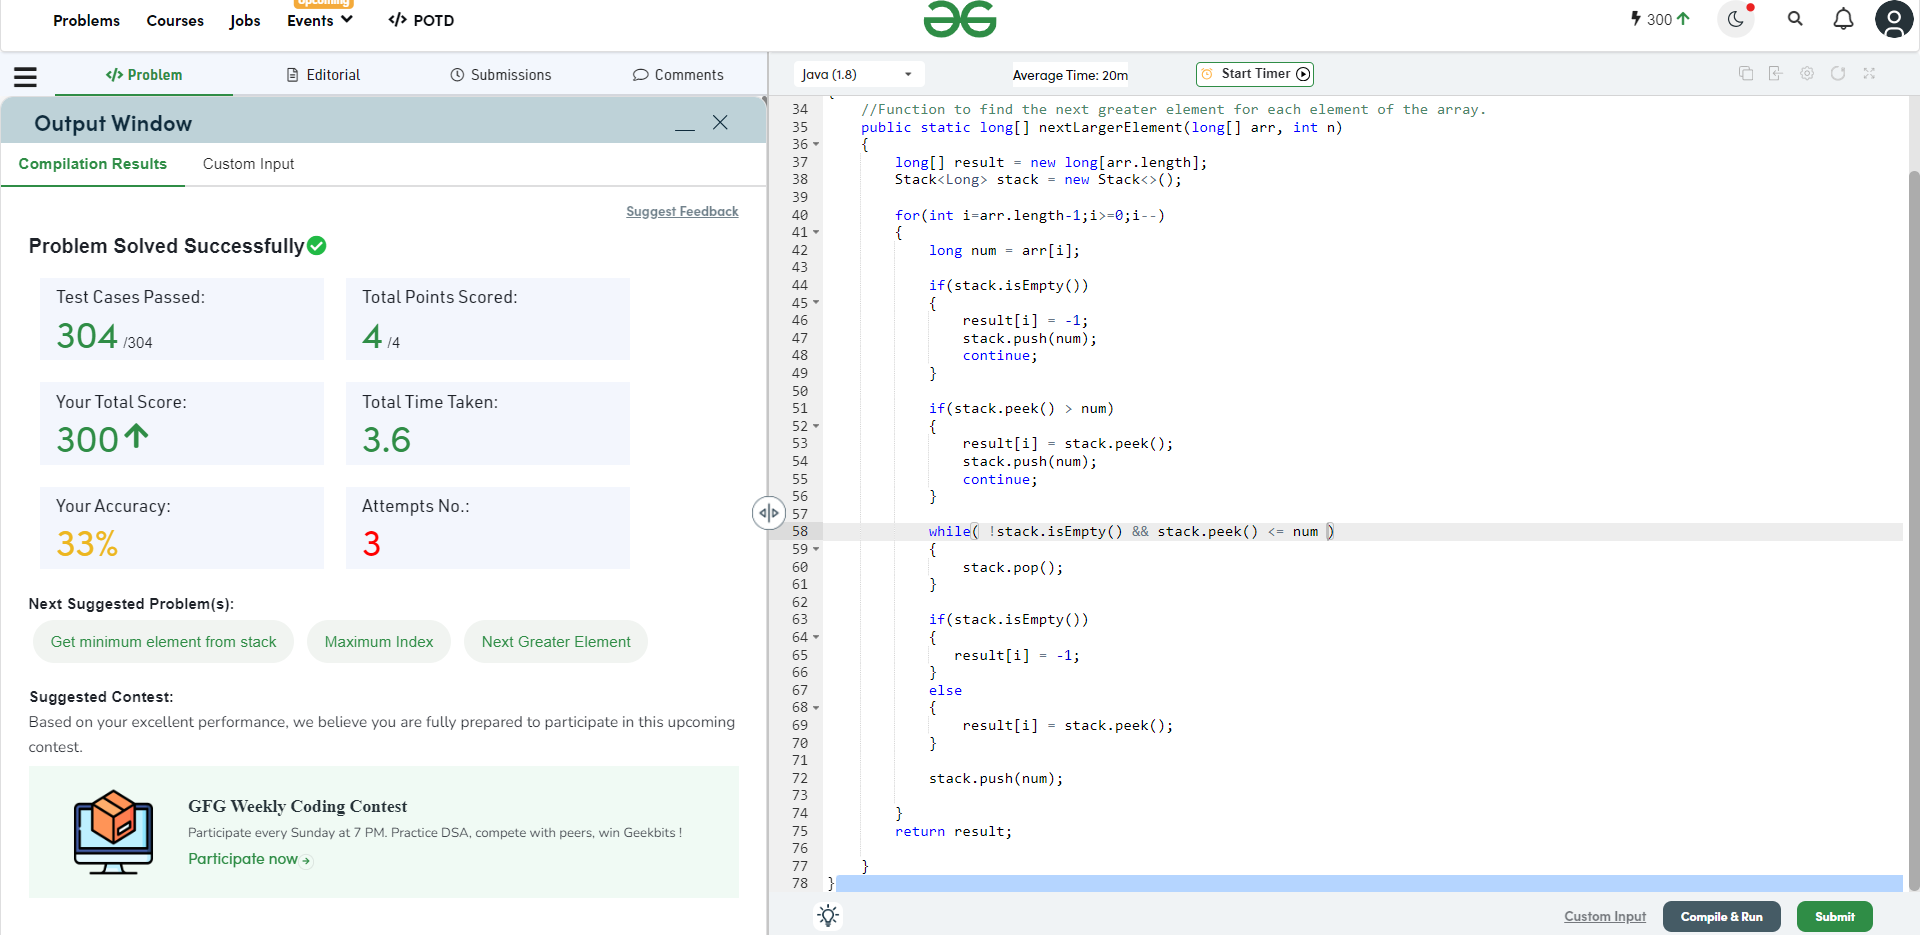 Upcoming
Problems Courses Jobs Events </> POTD
300
</> Problem Editorial Submissions Comments
Java (1.8) Average Time: 20m Start Timer
Output Window
Compilation Results Custom Input
Suggest Feedback
Problem Solved Successfully
Test Cases Passed:
304 /304
Total Points Scored:
4 /4
Your Total Score:
300
Total Time Taken:
3.6
Your Accuracy:
33%
Attempts No.:
3
Next Suggested Problem(s):
Get minimum element from stack Maximum Index Next Greater Element
Suggested Contest:
Based on your excellent performance, we believe you are fully prepared to participate in this upcoming
contest.
GFG Weekly Coding Contest
Participate every Sunday at 7 PM. Practice DSA, compete with peers, win Geekbits !
Participate now
34 //Function to find the next greater element for each element of the array.
35 public static long[] nextLargerElement(long[] arr, int n)
36 {
37 long[] result = new long[arr.length];
38 Stack<Long> stack = new Stack<>();
39
40 for(int i=arr.length-1;i>=0;i--)
41 {
42 long num = arr[i];
43
44 if(stack.isEmpty())
45 {
46 result[i] = -1;
47 stack.push(num);
48 continue;
49 }
50
51 if(stack.peek() > num)
52 {
53 result[i] = stack.peek();
54 stack.push(num);
55 continue;
56 }
57
58 while( !stack.isEmpty() && stack.peek() <= num )
59 {
60 stack.pop();
61 }
62
63 if(stack.isEmpty())
64 {
65 result[i] = -1;
66 }
67 else
68 {
69 result[i] = stack.peek();
70 }
71
72 stack.push(num);
73
74 }
75 return result;
76
77 }
78 }
Custom Input Compile & Run Submit